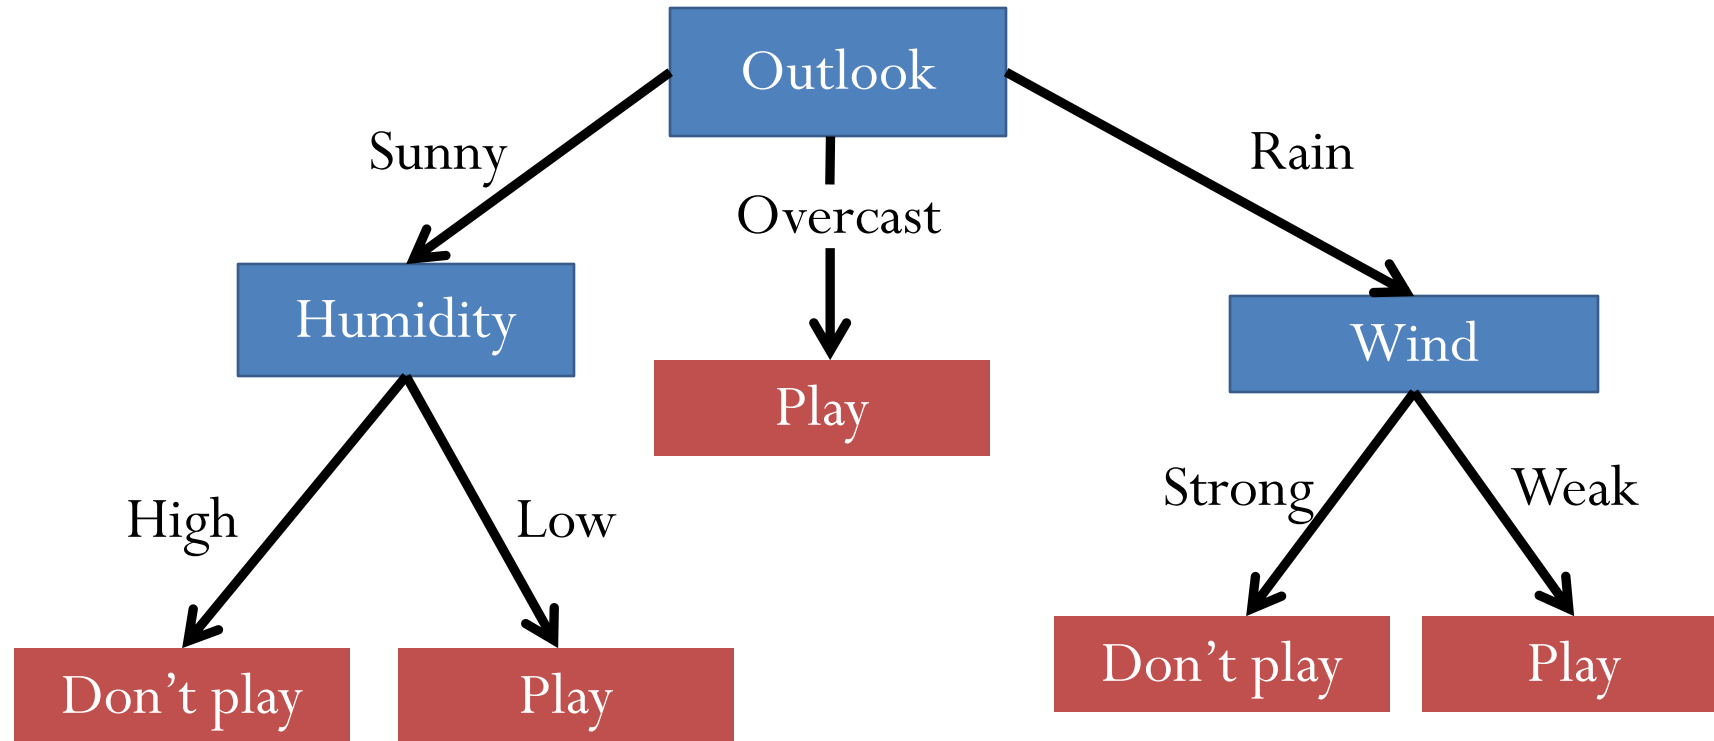 Outlook
Sunny
Rain
Overcast
Humidity
Wind
Play
High
Low
Strong
Weak
Don’t play
Play
Don’t play
Play